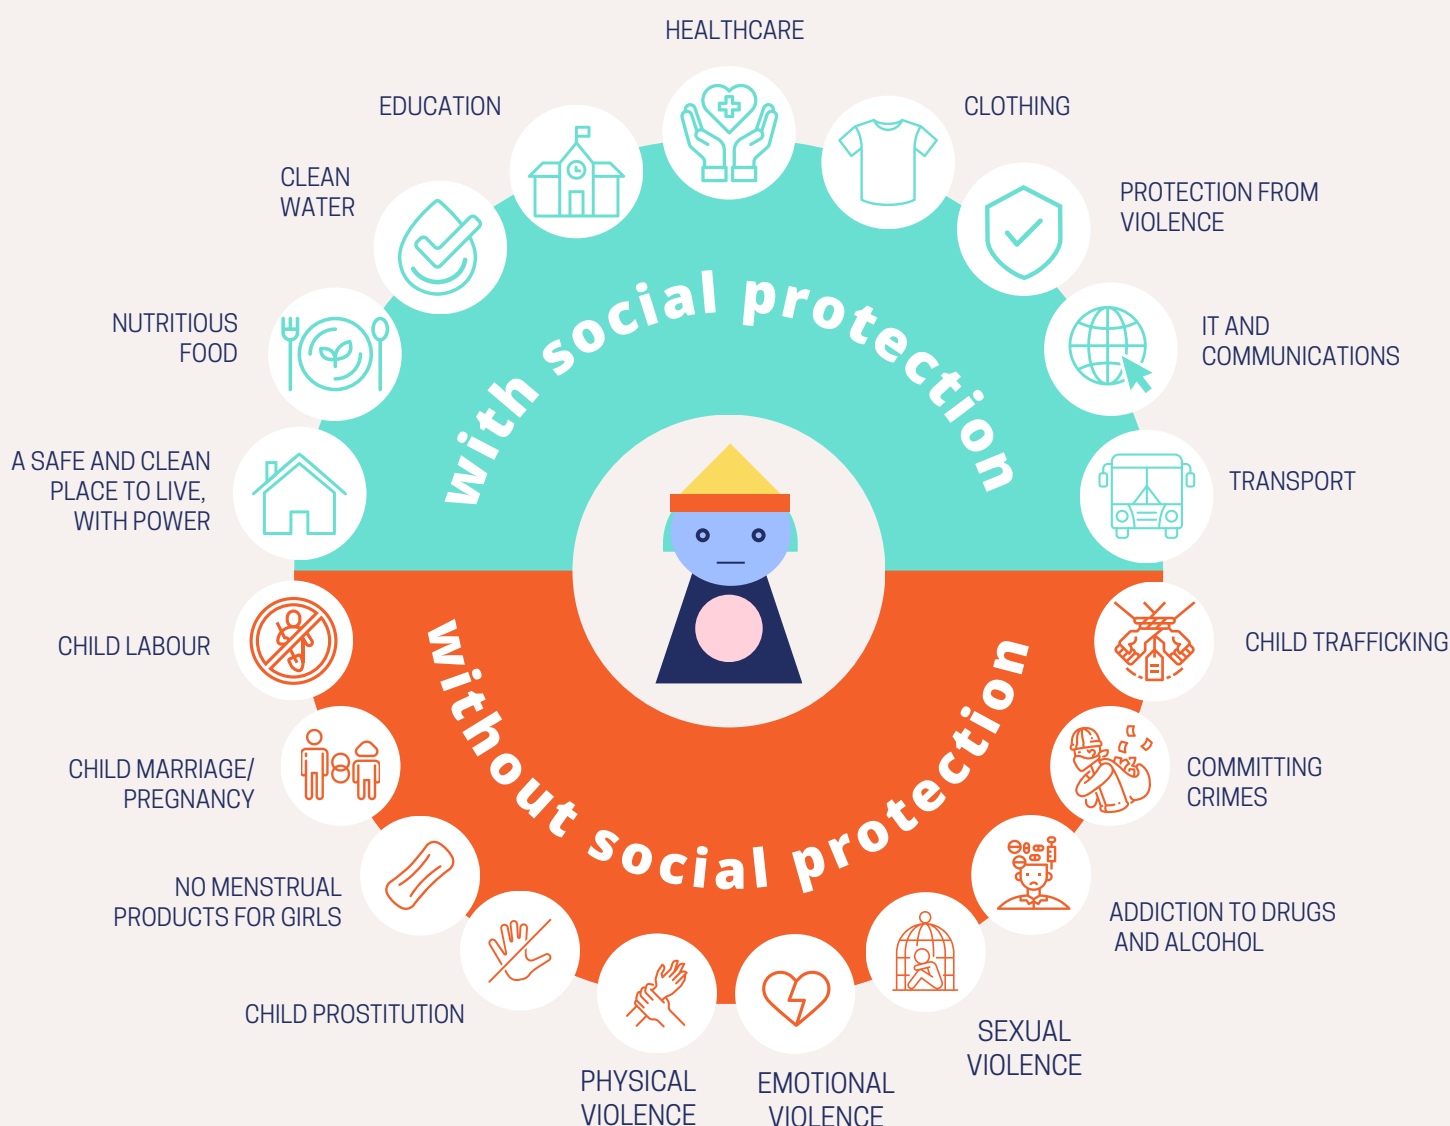 HEALTHCARE
EDUCATION
CLOTHING
CLEAN
WATER
PROTECTION FROM
VIOLENCE
NUTRITIOUS
FOOD
IT AND
COMMUNICATIONS
A SAFE AND CLEAN
PLACE TO LIVE,
WITH POWER
TRANSPORT
with social protection
without social protection
CHILD LABOUR
CHILD TRAFFICKING
CHILD MARRIAGE/
PREGNANCY
COMMITTING
CRIMES
NO MENSTRUAL
PRODUCTS FOR GIRLS
ADDICTION TO DRUGS
AND ALCOHOL
CHILD PROSTITUTION
SEXUAL
VIOLENCE
PHYSICAL
VIOLENCE
EMOTIONAL
VIOLENCE